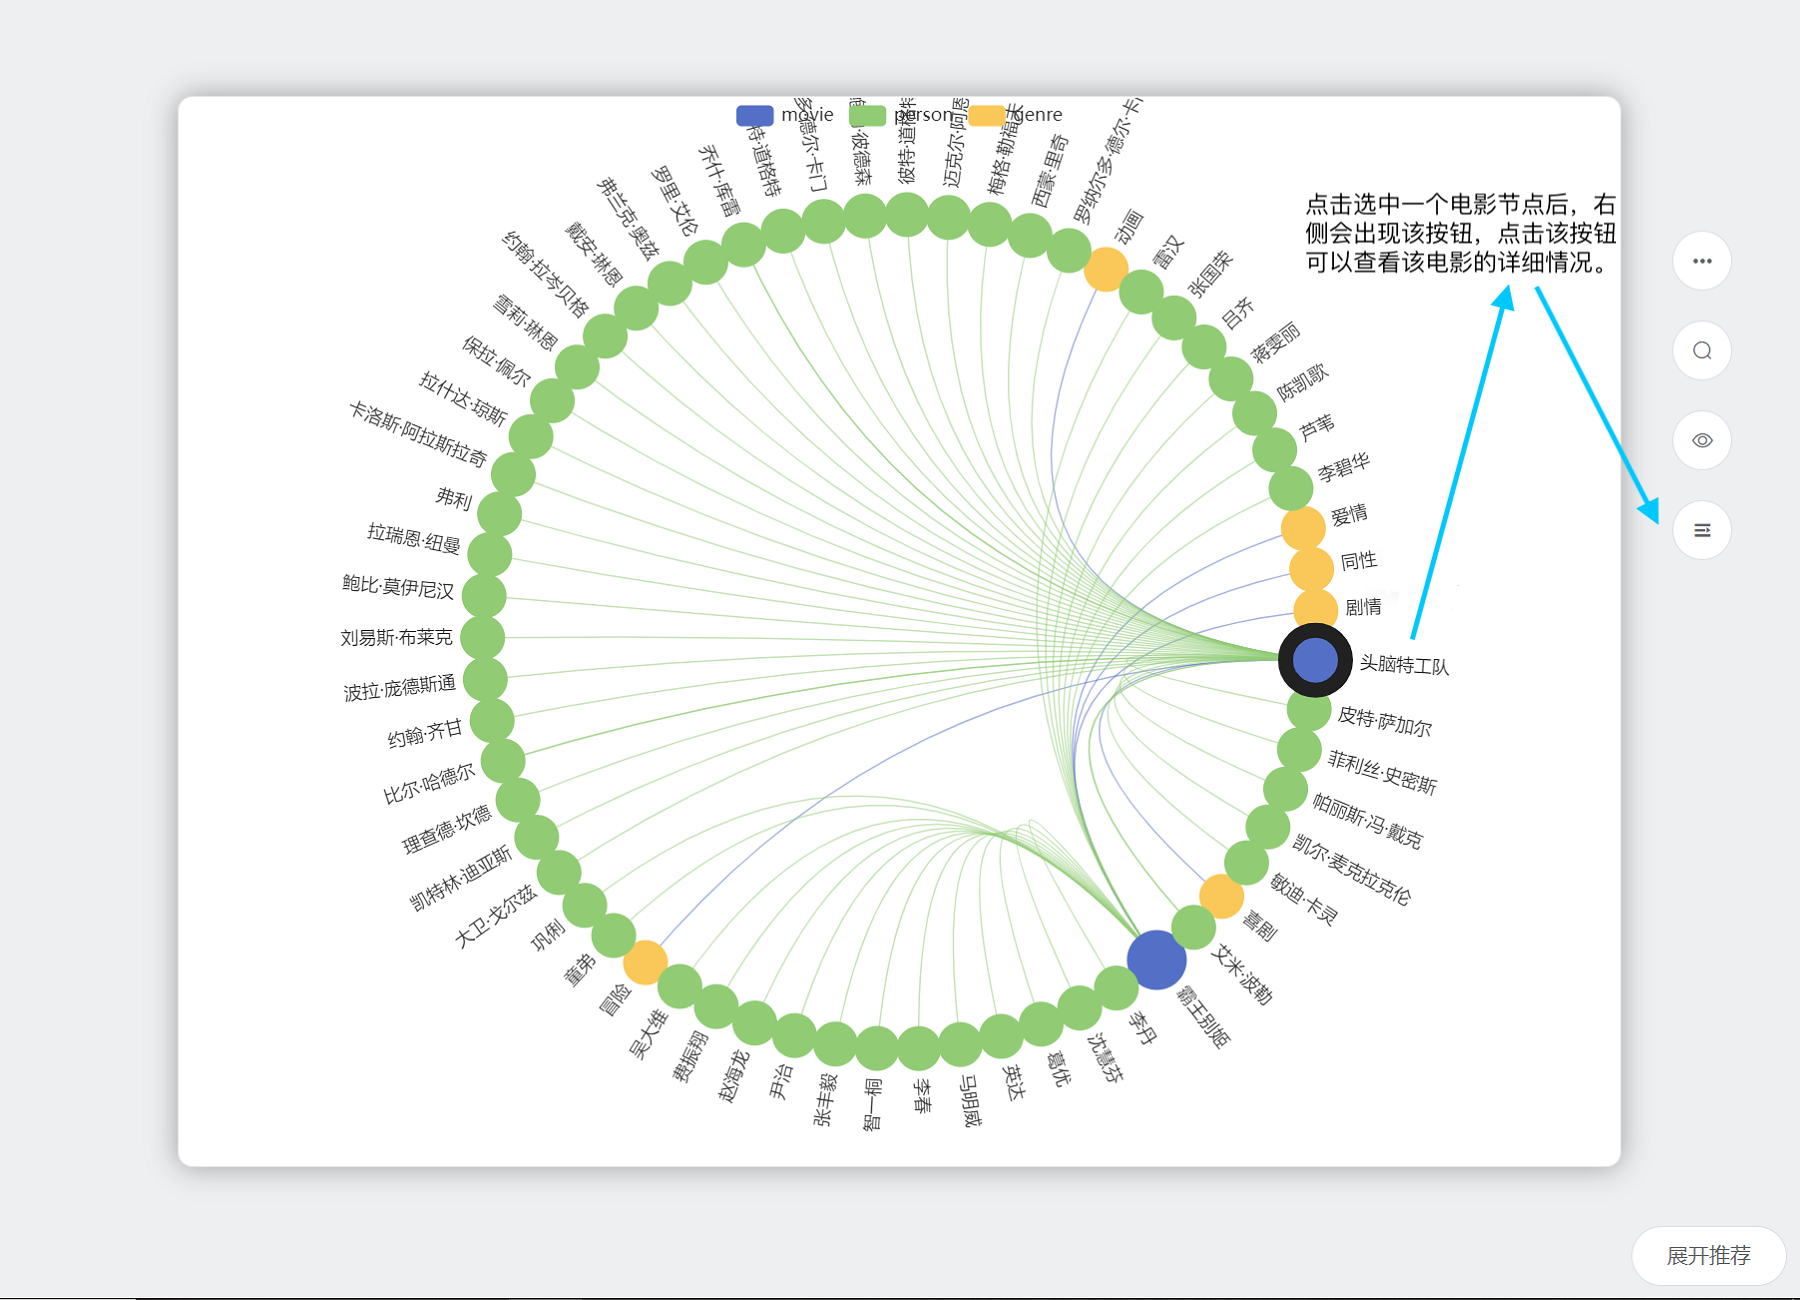 movie
person
genre
特·道格特
多·德尔·卡门
彼德森
彼特·道格特
迈克尔·阿恩
梅格·勒福夫
西蒙·里奇
罗纳尔多·德尔·卡
动画
雷汉
张国荣
吕齐
蒋雯丽
陈凯歌
芦苇
李碧华
爱情
同性
剧情
头脑特工队
皮特·萨加尔
菲利丝·史密斯
帕丽斯·冯·戴克
凯尔·麦克拉克伦
敏迪·卡灵
喜剧
艾米·波勒
霸王别姬
李丹
沈慧芬
葛优
英达
马明威
李春
智一桐
张丰毅
尹治
赵海龙
费振翔
吴大维
冒险
童弟
巩俐
大卫·戈尔兹
凯特林·迪亚斯
理查德·坎德
比尔·哈德尔
约翰·齐甘
波拉·庞德斯通
刘易斯·布莱克
鲍比·莫伊尼汉
拉瑞恩·纽曼
弗利
卡洛斯·阿拉斯拉奇
拉什达·琼斯
保拉·佩尔
雪莉·琳恩
约翰·拉岑贝格
戴安·琳恩
弗兰克·奥兹
罗里·艾伦
乔什·库雷
点击选中一个电影节点后，右
侧会出现该按钮，点击该按钮
可以查看该电影的详细情况。
展开推荐